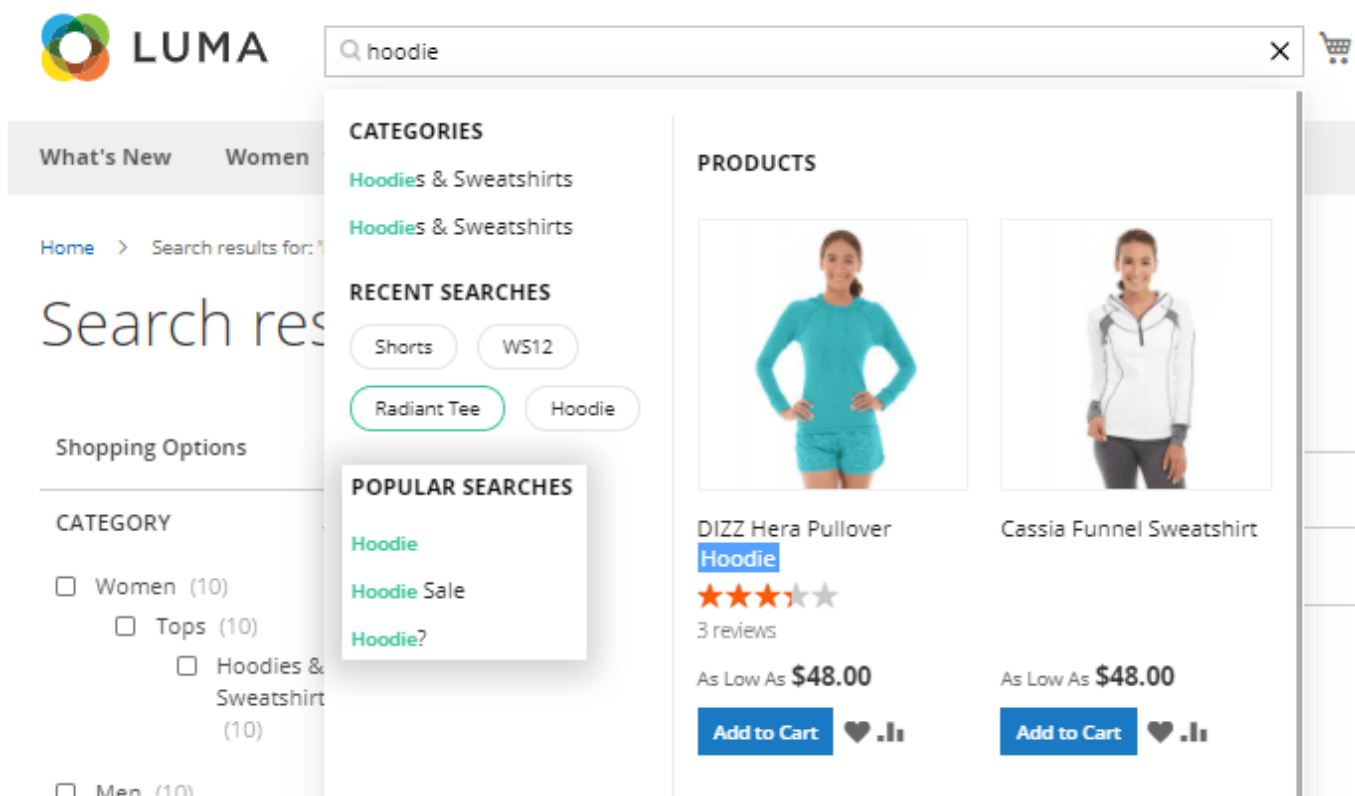 LUMA
hoodie
What's New
Women
Home > Search results for:
Search res
Shopping Options
CATEGORY
Women (10)
Tops (10)
Hoodies &
Sweatshirt
(10)
Men (10)
CATEGORIES
Hoodies & Sweatshirts
Hoodies & Sweatshirts
RECENT SEARCHES
Shorts
WS12
Radiant Tee
Hoodie
POPULAR SEARCHES
Hoodie
Hoodie Sale
Hoodie?
PRODUCTS
DIZZ Hera Pullover
Hoodie
3 reviews
As Low As $48.00
Add to Cart
Cassia Funnel Sweatshirt
As Low As $48.00
Add to Cart